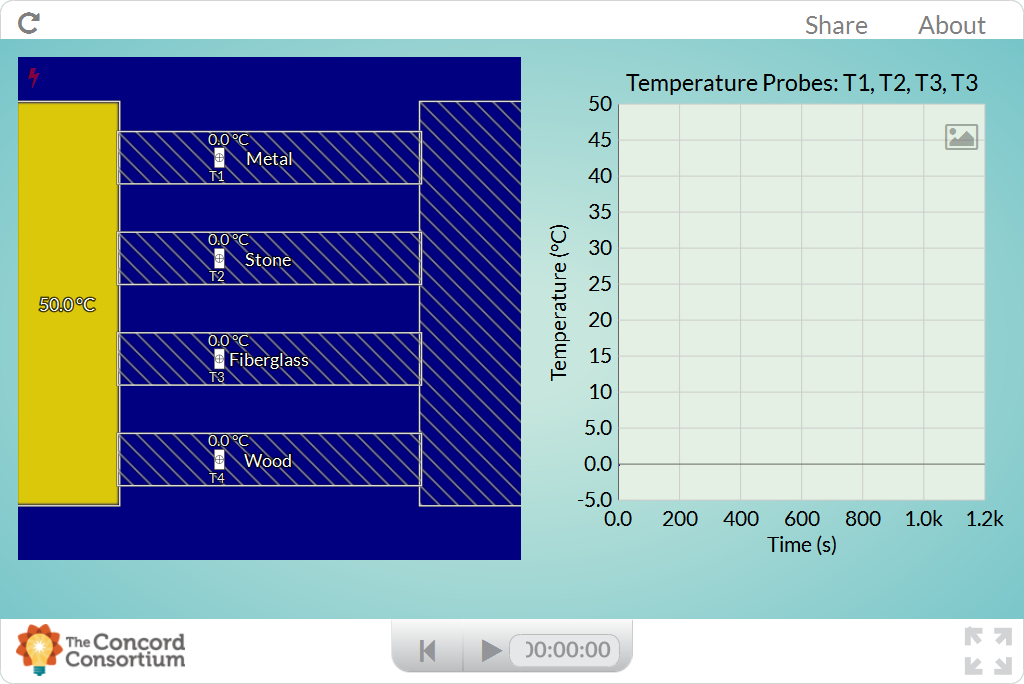 Share About
0.0 °C
Metal
T1
0.0 °C
Stone
T2
50.0 °C
0.0 °C
Fiberglass
T3
0.0 °C
Wood
T4
Temperature Probes: T1, T2, T3, T3
50
45
40
35
30
25
20
15
10
5.0
0.0
-5.0
Temperature (°C)
0.0 200 400 600 800 1.0k 1.2k
Time (s)
The Concord
Consortium
00:00:00